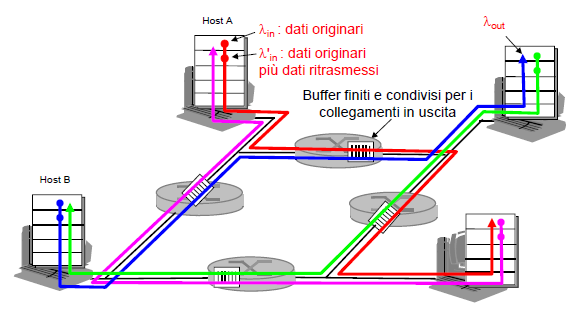 Host A
λin : dati originari
λ'in : dati originari
più dati ritrasmessi
λout
Buffer finiti e condivisi per i
collegamenti in uscita
Host B